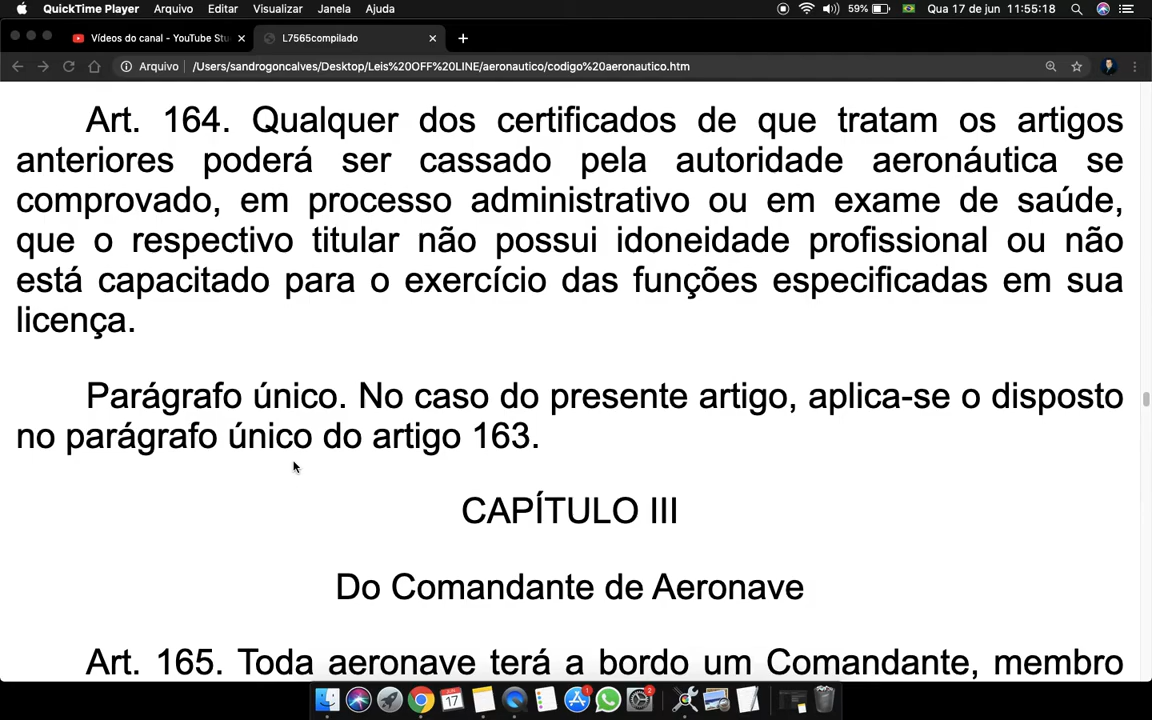 QuickTime Player Arquivo Editar Visualizar Janela Ajuda 59% Qua 17 de jun 11:55:18
Vídeos do canal - YouTube Stu L7565compilado
Arquivo /Users/sandrogoncalves/Desktop/Leis%20OFF%20LINE/aeronautico/codigo%20aeronautico.htm
Art. 164. Qualquer dos certificados de que tratam os artigos
anteriores poderá ser cassado pela autoridade aeronáutica se
comprovado, em processo administrativo ou em exame de saúde,
que o respectivo titular não possui idoneidade profissional ou não
está capacitado para o exercício das funções especificadas em sua
licença.
Parágrafo único. No caso do presente artigo, aplica-se o disposto
no parágrafo único do artigo 163.
CAPÍTULO III
Do Comandante de Aeronave
Art. 165. Toda aeronave terá a bordo um Comandante, membro
JUN
17
1
2